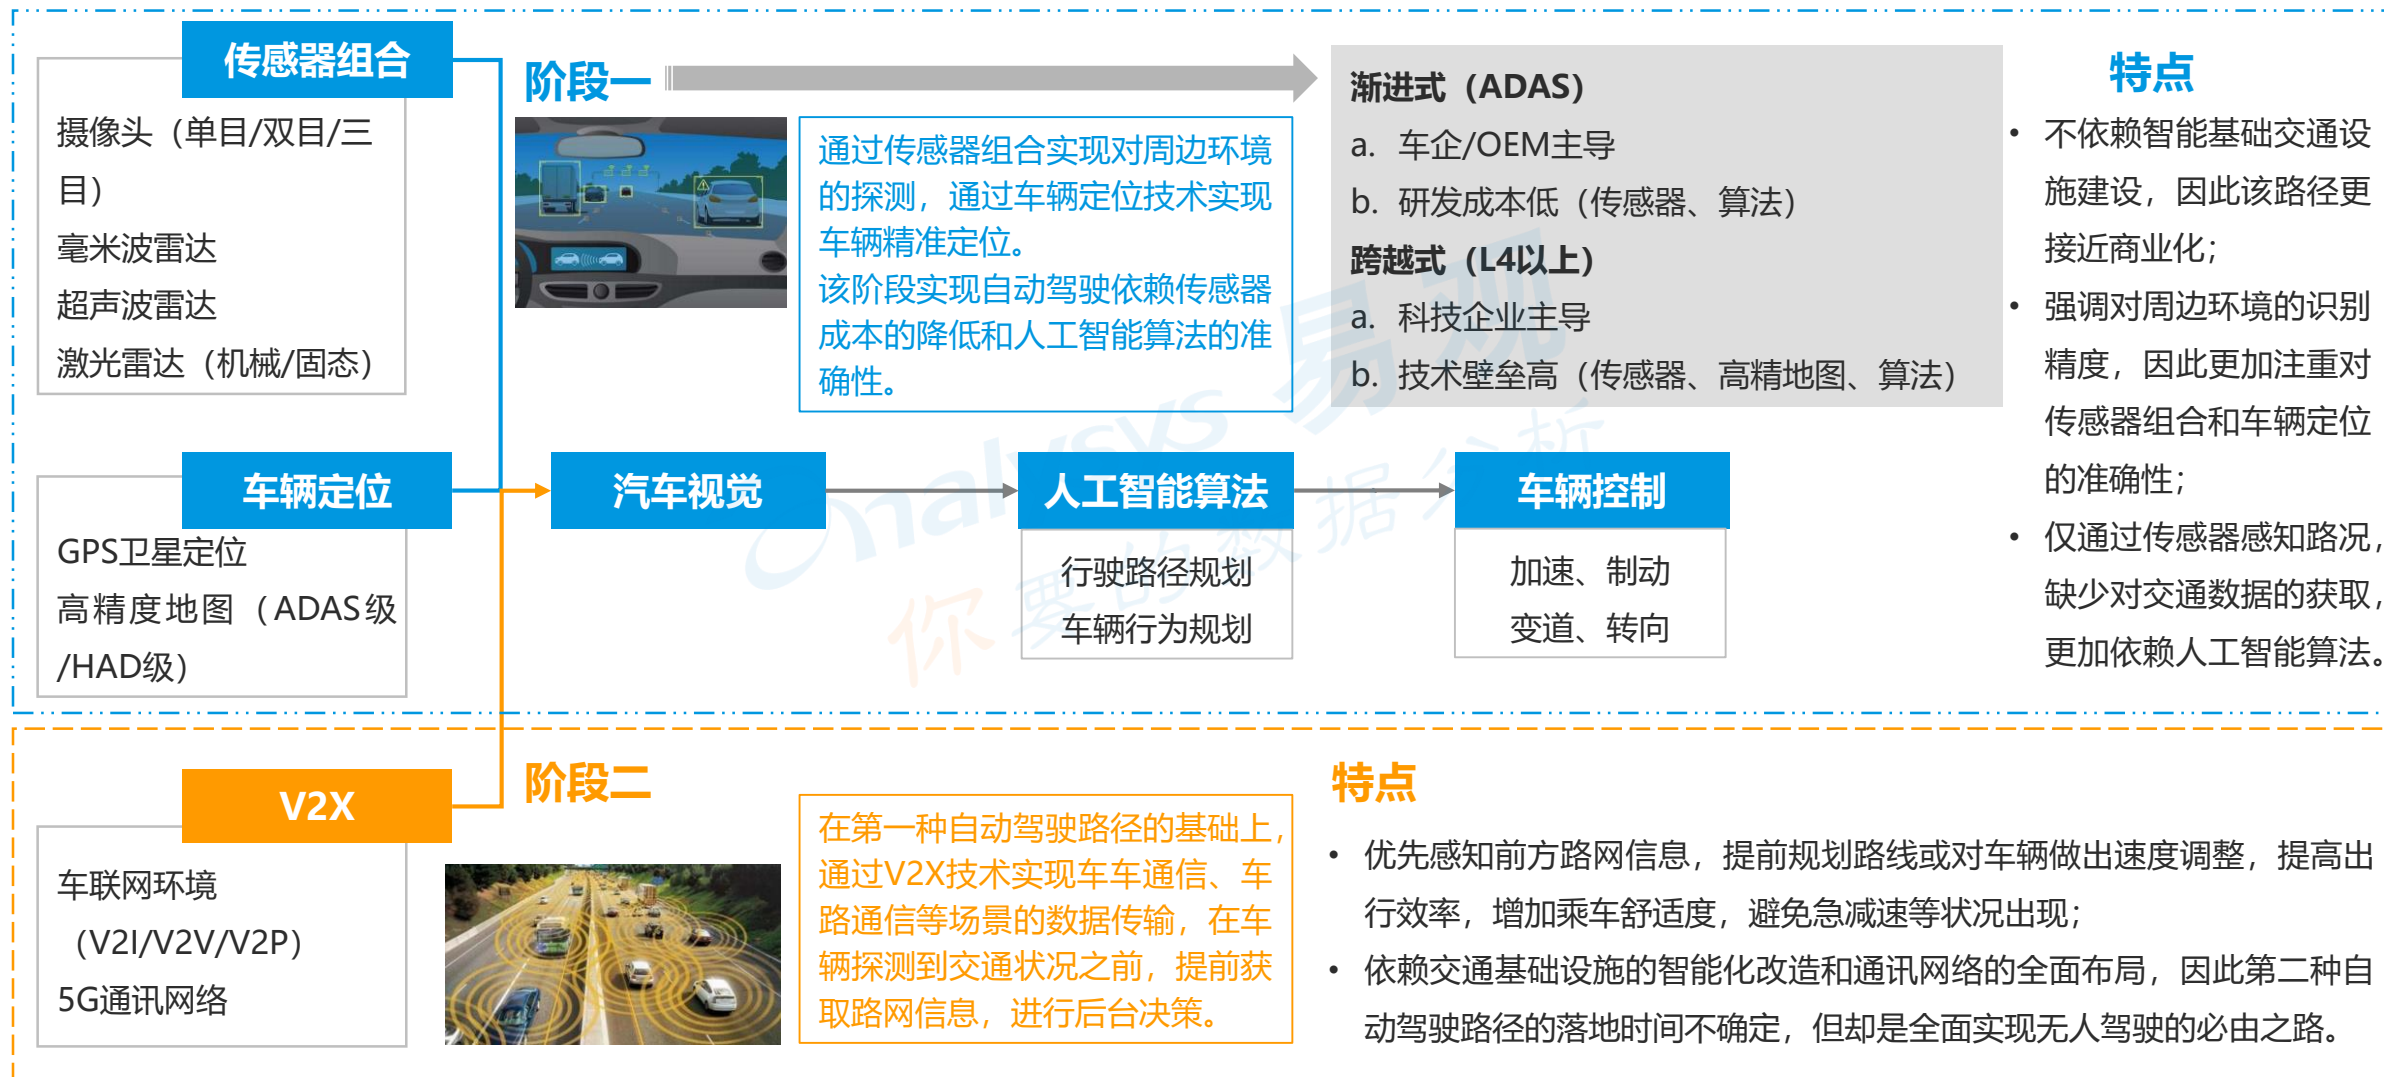 传感器组合
摄像头（单目/双目/三
目）
毫米波雷达
超声波雷达
激光雷达（机械/固态）
阶段一
通过传感器组合实现对周边环境
的探测，通过车辆定位技术实现
车辆精准定位。
该阶段实现自动驾驶依赖传感器
成本的降低和人工智能算法的准
确性。
渐进式（ADAS）
a. 车企/OEM主导
b. 研发成本低（传感器、算法）
跨越式（L4以上）
a. 科技企业主导
b. 技术壁垒高（传感器、高精地图、算法）
特点
• 不依赖智能基础交通设
施建设，因此该路径更
接近商业化；
• 强调对周边环境的识别
精度，因此更加注重对
传感器组合和车辆定位
的准确性；
• 仅通过传感器感知路况，
缺少对交通数据的获取，
更加依赖人工智能算法。
车辆定位
GPS卫星定位
高精度地图（ADAS级
/HAD级）
汽车视觉
人工智能算法
行驶路径规划
车辆行为规划
车辆控制
加速、制动
变道、转向
analysys 易观
你要的数据分析
V2X
车联网环境
（V2I/V2V/V2P）
5G通讯网络
阶段二
在第一种自动驾驶路径的基础上，
通过V2X技术实现车车通信、车
路通信等场景的数据传输，在车
辆探测到交通状况之前，提前获
取路网信息，进行后台决策。
特点
• 优先感知前方路网信息，提前规划路线或对车辆做出速度调整，提高出
行效率，增加乘车舒适度，避免急减速等状况出现；
• 依赖交通基础设施的智能化改造和通讯网络的全面布局，因此第二种自
动驾驶路径的落地时间不确定，但却是全面实现无人驾驶的必由之路。